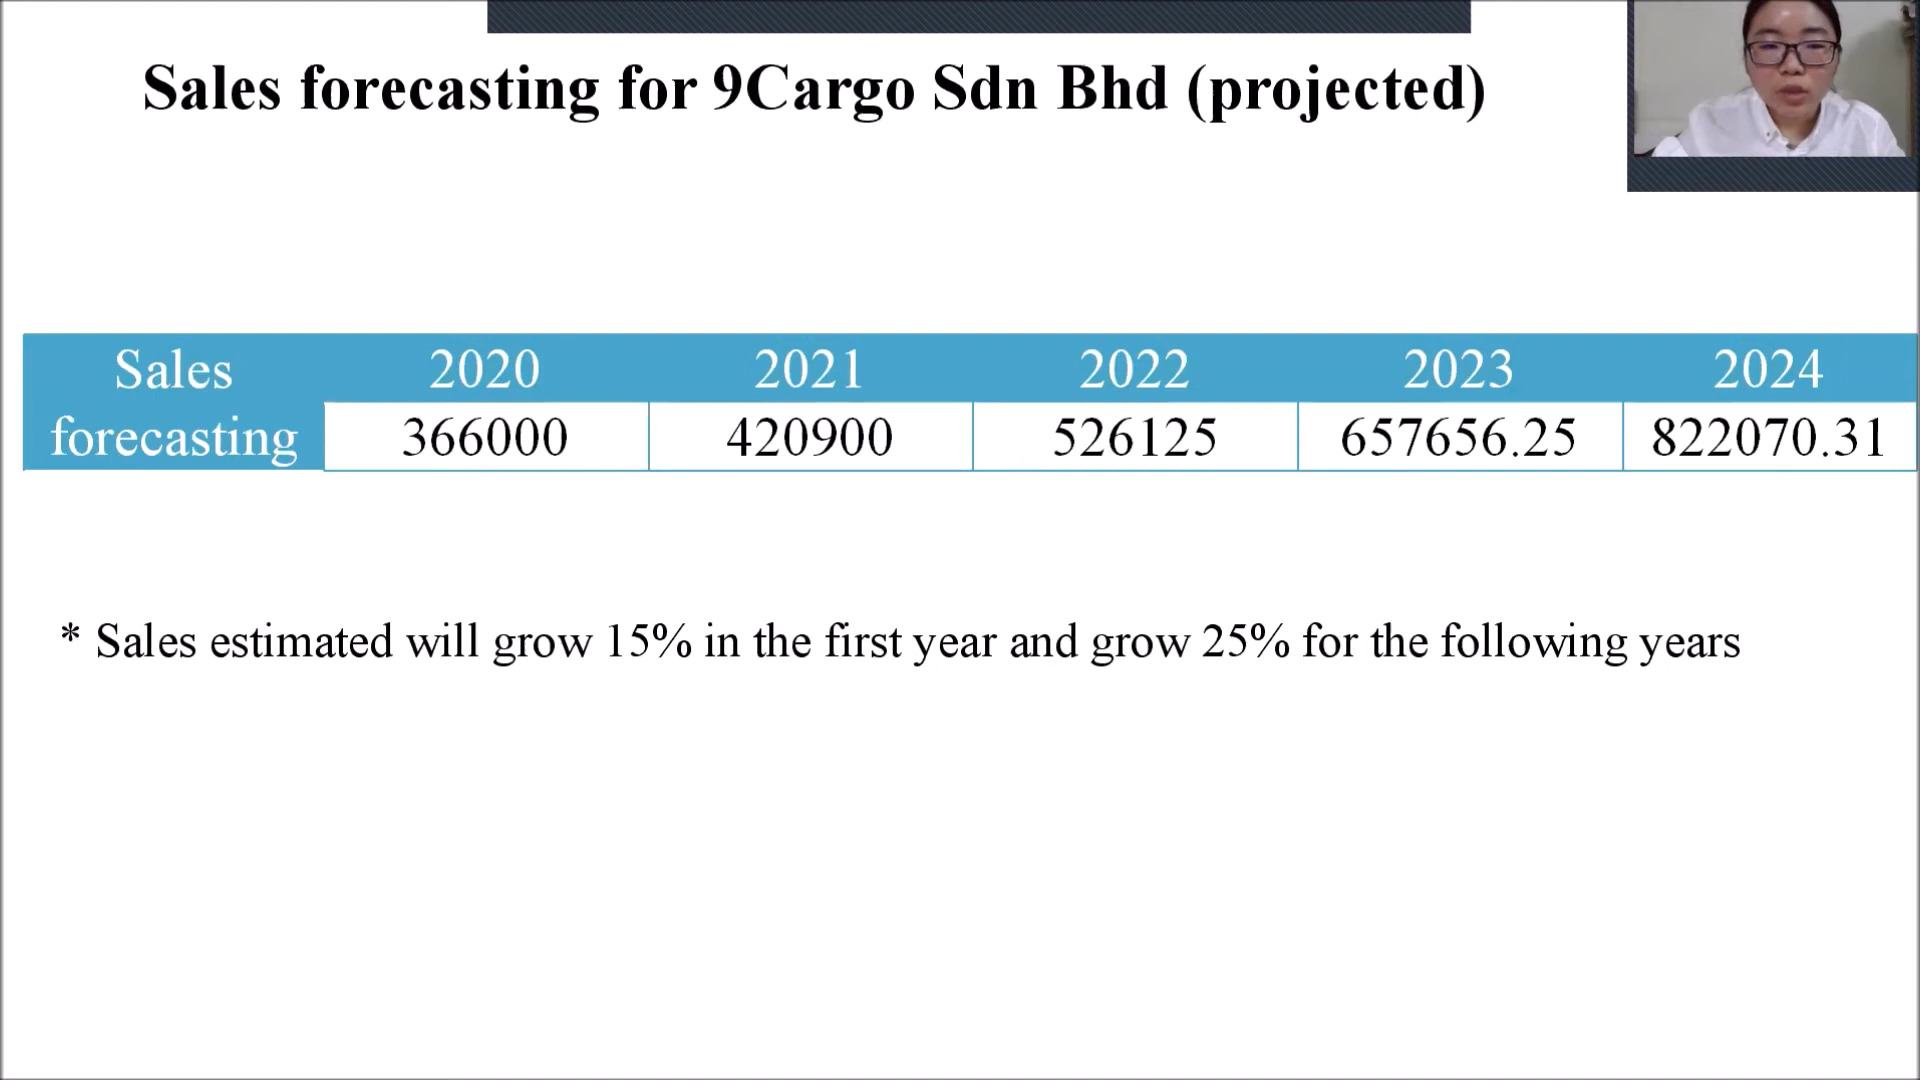 Sales forecasting for 9Cargo Sdn Bhd (projected)
Sales forecasting 2020 2021 2022 2023 2024
366000 420900 526125 657656.25 822070.31
* Sales estimated will grow 15% in the first year and grow 25% for the following years